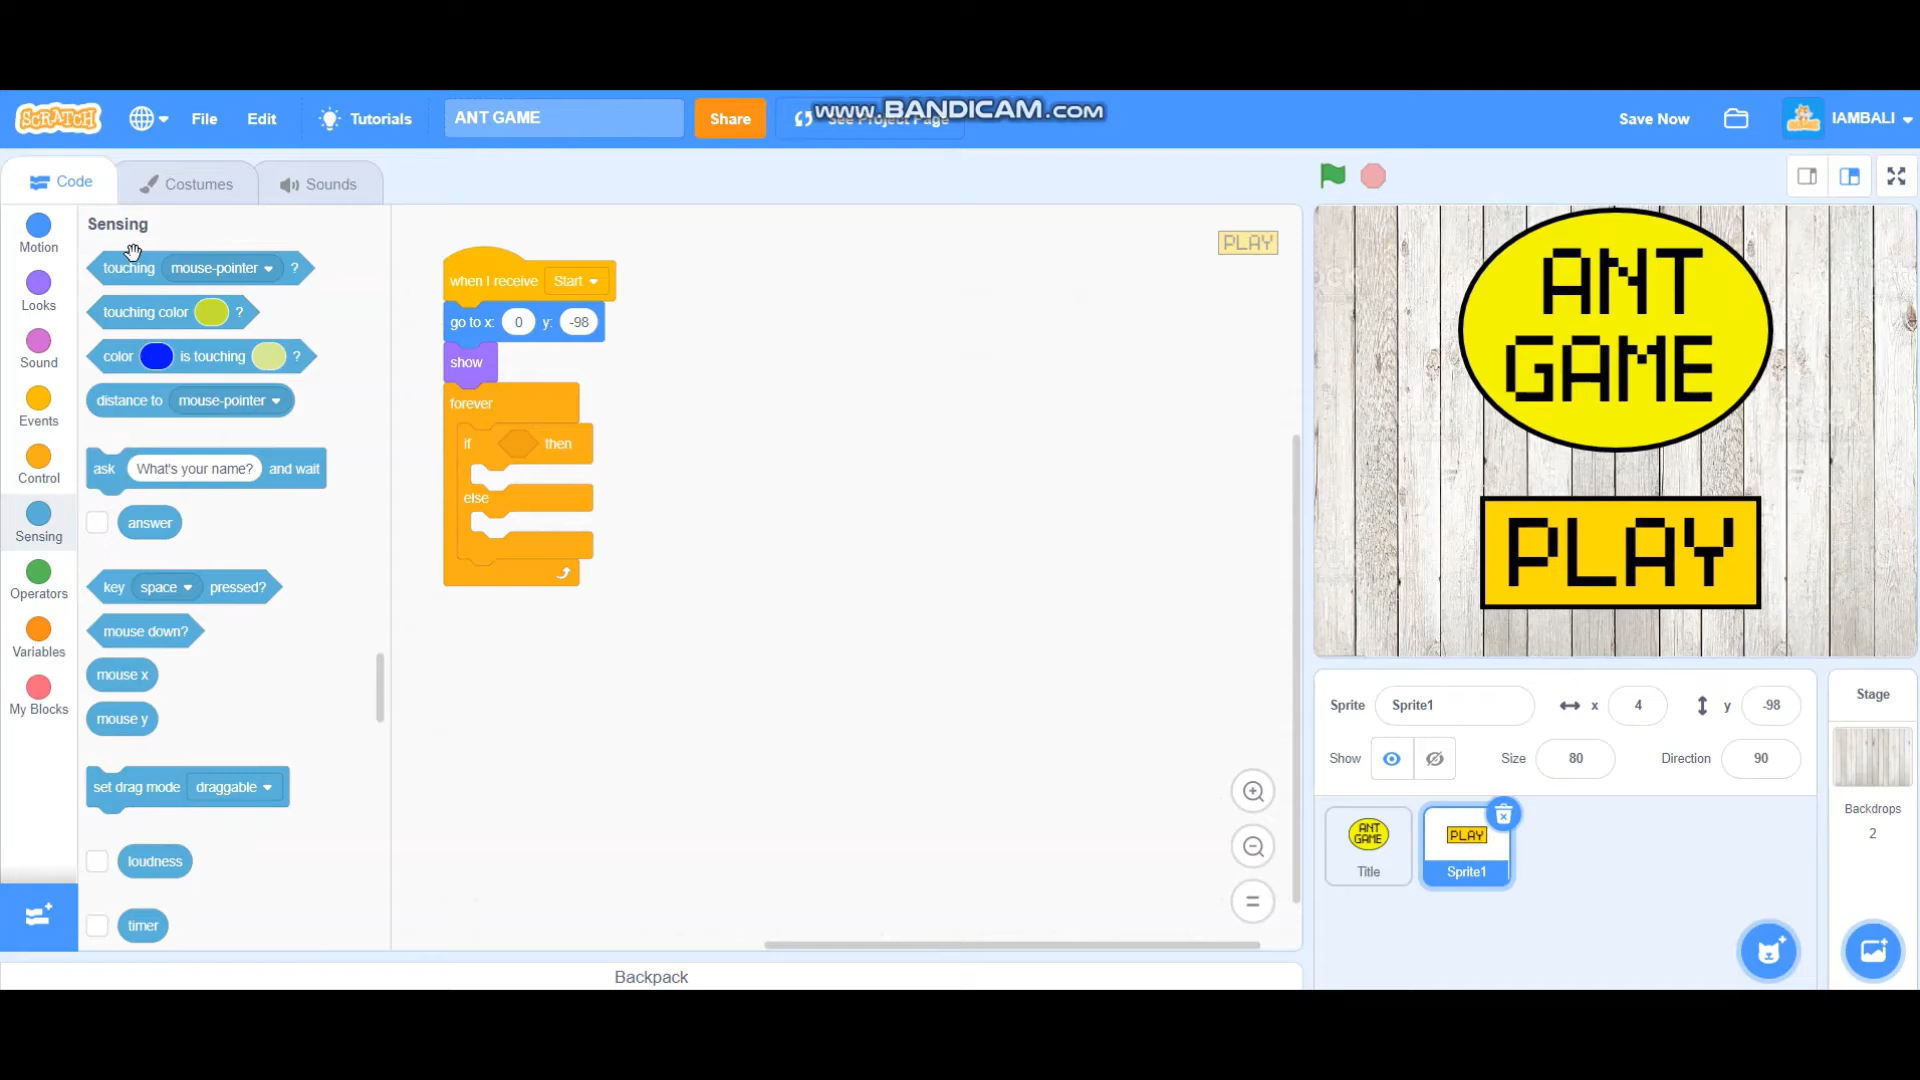 www.BANDICAM.com
SCRATCH
File
Edit
Tutorials
ANT GAME
Share
See Project Page
Save Now
IAMBALI
Code
Costumes
Sounds
Motion
Looks
Sound
Events
Control
Sensing
Operators
Variables
My Blocks
Sensing
touching mouse-pointer ?
touching color ?
color is touching ?
distance to mouse-pointer
ask What's your name? and wait
answer
key space pressed?
mouse down?
mouse x
mouse y
set drag mode draggable
loudness
timer
when I receive Start
go to x: 0 y: -98
show
forever
if then
else
PLAY
ANT
GAME
PLAY
Sprite Sprite1 x 4 y -98
Show Size 80 Direction 90
ANT
GAME
Title
PLAY
Sprite1
Stage
Backdrops
2
Backpack